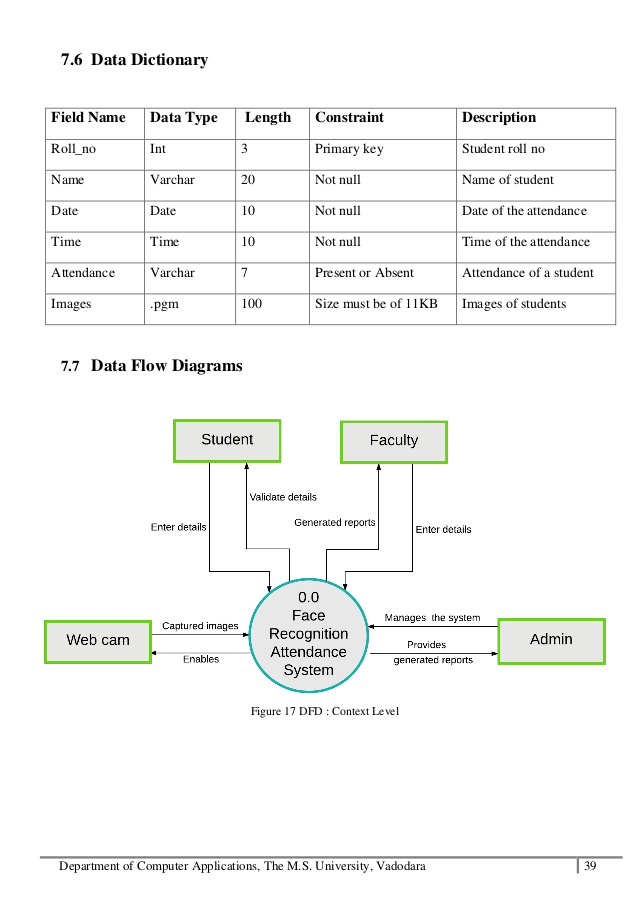 7.6 Data Dictionary
Field Name Data Type Length Constraint Description
Roll_no Int 3 Primary key Student roll no
Name Varchar 20 Not null Name of student
Date Date 10 Not null Date of the attendance
Time Time 10 Not null Time of the attendance
Attendance Varchar 7 Present or Absent Attendance of a student
Images .pgm 100 Size must be of 11KB Images of students
7.7 Data Flow Diagrams
Student
Faculty
Validate details
Enter details
Generated reports
Enter details
0.0
Face
Recognition
Attendance
System
Web cam
Captured images
Enables
Manages the system
Provides
generated reports
Admin
Figure 17 DFD : Context Level
Department of Computer Applications, The M.S. University, Vadodara 39